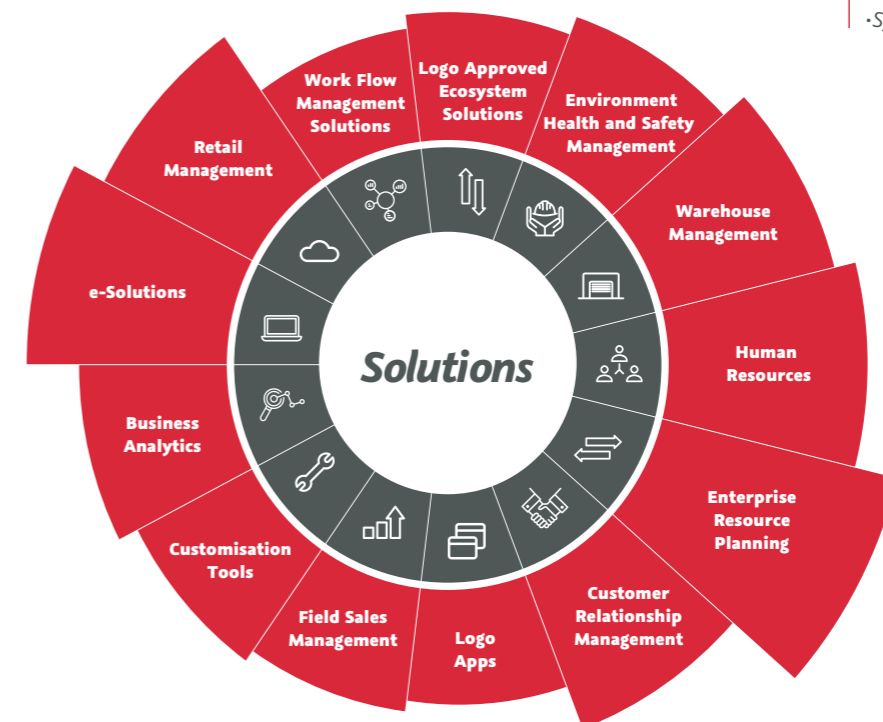 Solutions
Logo Approved
Ecosystem
Solutions
Environment
Health and Safety
Management
Warehouse
Management
Human
Resources
Enterprise
Resource
Planning
Customer
Relationship
Management
Logo
Apps
Field Sales
Management
Customisation
Tools
Business
Analytics
e-Solutions
Retail
Management
Work Flow
Management
Solutions